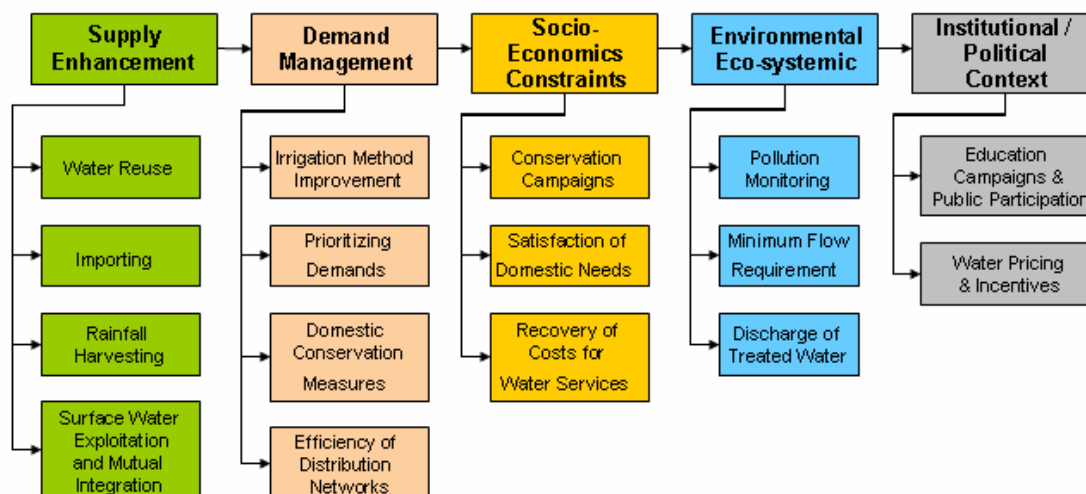 Supply
Enhancement
Demand
Management
Socio-
Economics
Constraints
Environmental
Eco-systemic
Institutional /
Political
Context
Water Reuse
Importing
Rainfall
Harvesting
Surface Water
Exploitation
and Mutual
Integration
Irrigation Method
Improvement
Prioritizing
Demands
Domestic
Conservation
Measures
Efficiency of
Distribution
Networks
Conservation
Campaigns
Satisfaction of
Domestic Needs
Recovery of
Costs for
Water Services
Pollution
Monitoring
Minimum Flow
Requirement
Discharge of
Treated Water
Education
Campaigns &
Public Participation
Water Pricing
& Incentives